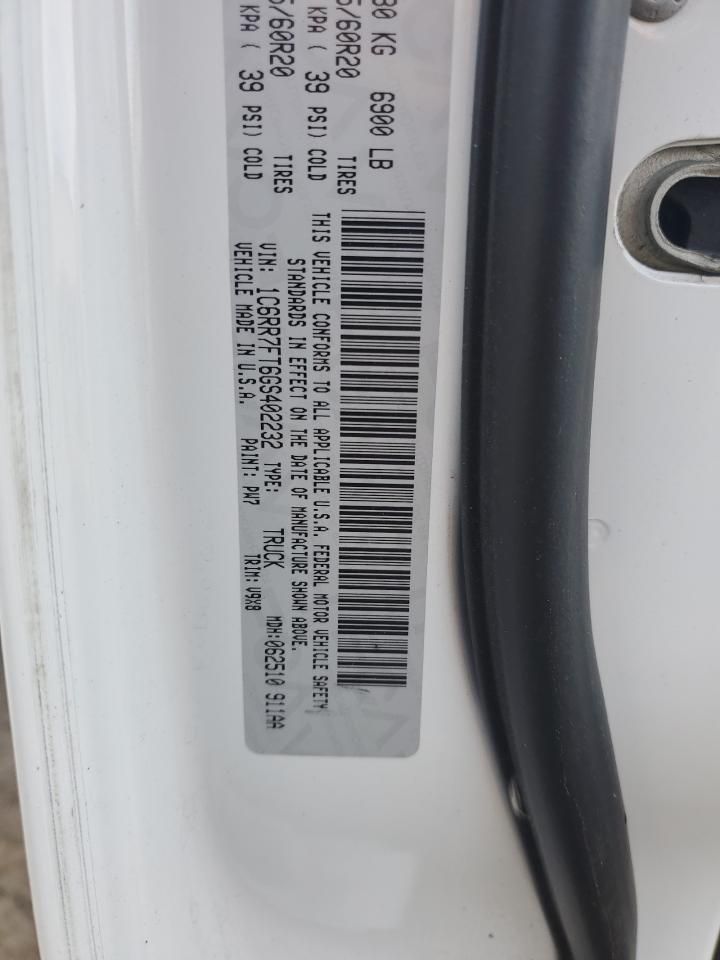 80 KG 6900 LB
5/60R20 TIRES
KPA ( 39 PSI) COLD
5/60R20 TIRES
KPA ( 39 PSI) COLD
THIS VEHICLE CONFORMS TO ALL APPLICABLE U.S.A. FEDERAL MOTOR VEHICLE SAFETY
STANDARDS IN EFFECT ON THE DATE OF MANUFACTURE SHOWN ABOVE.
VIN: 1C6RR7FT6GS402232 TYPE: TRUCK MDH:062510 911AA
VEHICLE MADE IN U.S.A. PAINT: PW7 TRIM: V9X8